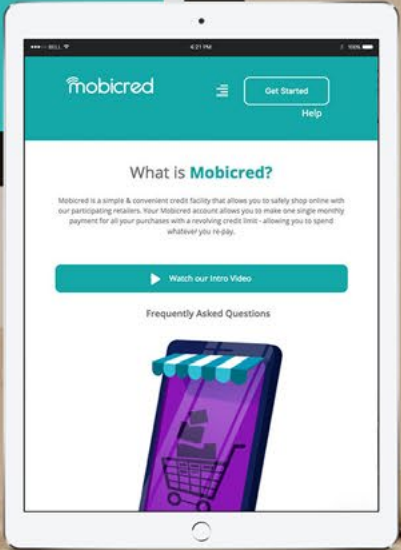 BELL
4:21 PM
100%
mobicred
Get Started
Help
What is Mobicred?
Mobicred is a simple & convenient credit facility that allows you to safely shop online with
our participating retailers. Your Mobicred account allows you to make one single monthly
payment for all your purchases with a revolving credit limit - allowing you to spend
whatever you re-pay.
Watch our Intro Video
Frequently Asked Questions